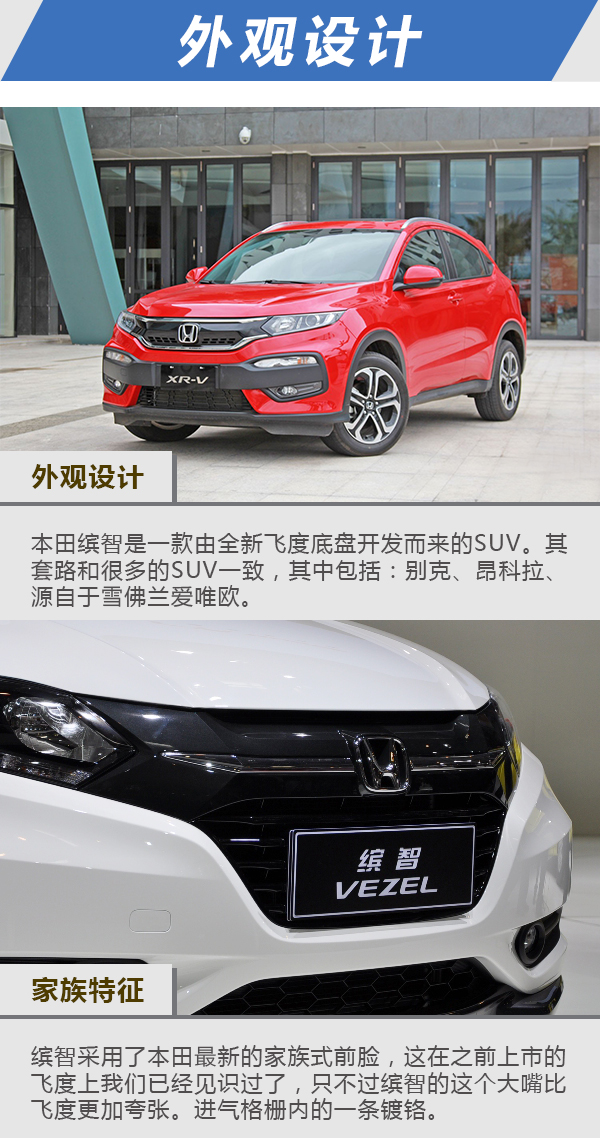 外观设计
XR-V
外观设计
本田缤智是一款由全新飞度底盘开发而来的SUV。其
套路和很多的SUV一致，其中包括：别克、昂科拉、
源自于雪佛兰爱唯欧。
缤智
VEZEL
家族特征
缤智采用了本田最新的家族式前脸，这在之前上市的
飞度上我们已经见识过了，只不过缤智的这个大嘴比
飞度更加夸张。进气格栅内的一条镀铬。